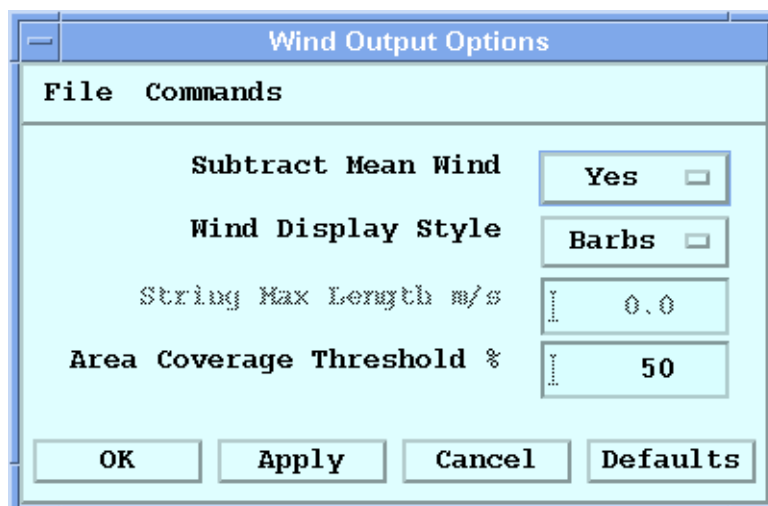 Wind Output Options
File Commands
Subtract Mean Wind Yes
Wind Display Style Barbs
String Max Length m/s 0.0
Area Coverage Threshold % 50
OK Apply Cancel Defaults